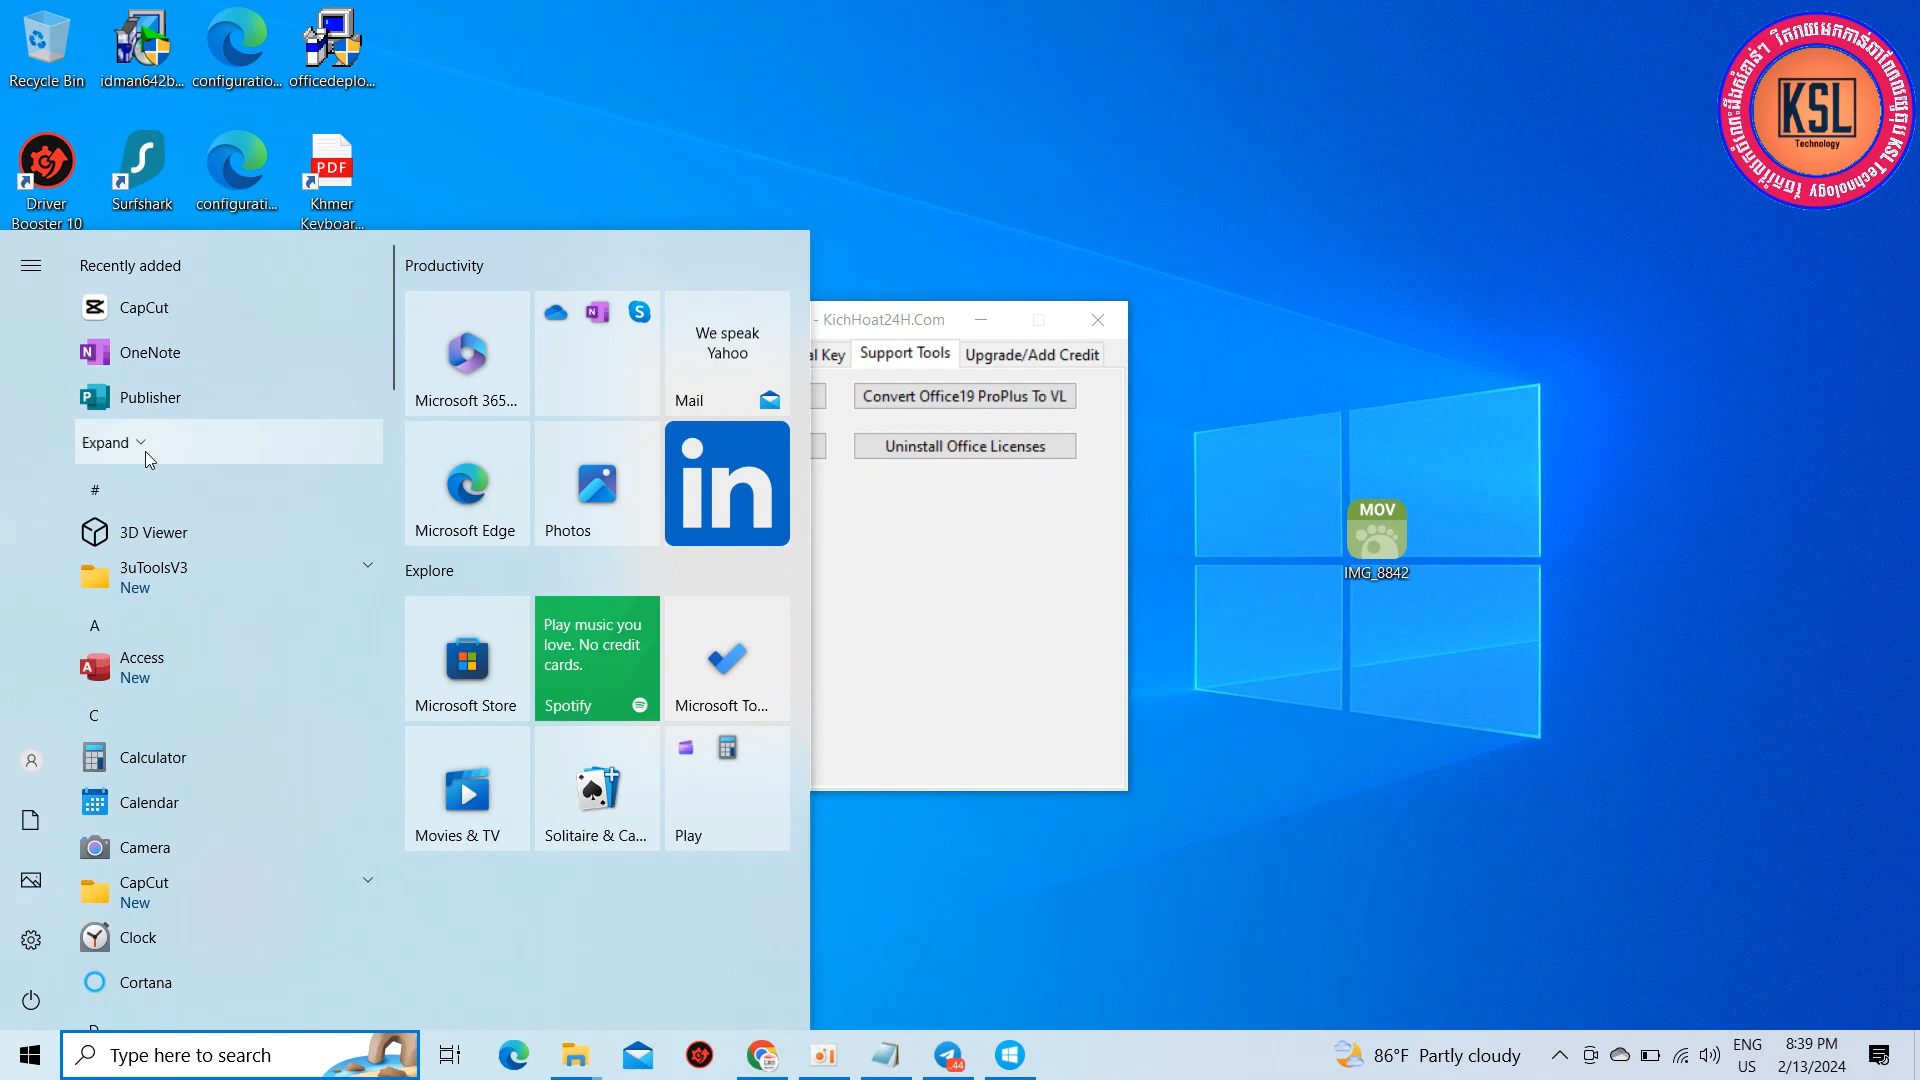 Recycle Bin
idman642b...
configuratio...
officedeplo...
Driver
Booster 10
Surfshark
configurati...
PDF
Khmer
Keyboar...
KSL
Technology
Recently added
CapCut
OneNote
Publisher
Expand
#
3D Viewer
3uToolsV3
New
A
Access
New
C
Calculator
Calendar
Camera
CapCut
New
Clock
Cortana
Productivity
Microsoft 365...
We speak
Yahoo
Mail
Microsoft Edge
Photos
in
Explore
Microsoft Store
Play music you
love. No credit
cards.
Spotify
Microsoft To...
Movies & TV
Solitaire & Ca...
Play
- KichHoat24H.Com
al Key
Support Tools
Upgrade/Add Credit
Convert Office19 ProPlus To VL
Uninstall Office Licenses
MOV
IMG_8842
Type here to search
44
86°F Partly cloudy
ENG
US
8:39 PM
2/13/2024